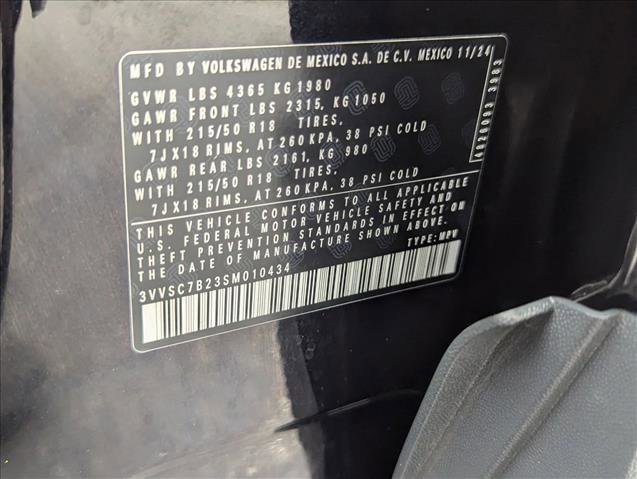 MFD BY VOLKSWAGEN DE MEXICO S.A. DE C.V. MEXICO 11/24
GVWR LBS 4365 KG 1980
GAWR FRONT LBS 2315, KG 1050
WITH 215/50 R18 TIRES,
7JX18 RIMS, AT 260 KPA, 38 PSI COLD
GAWR REAR LBS 2161, KG 980
WITH 215/50 R18 TIRES,
7JX18 RIMS, AT 260 KPA, 38 PSI COLD
THIS VEHICLE CONFORMS TO ALL APPLICABLE
U.S. FEDERAL MOTOR VEHICLE SAFETY AND
THEFT PREVENTION STANDARDS IN EFFECT ON
THE DATE OF MANUFACTURE SHOWN ABOVE.
3VVSC7B23SM010434 TYPE: MPV
4020093 3983